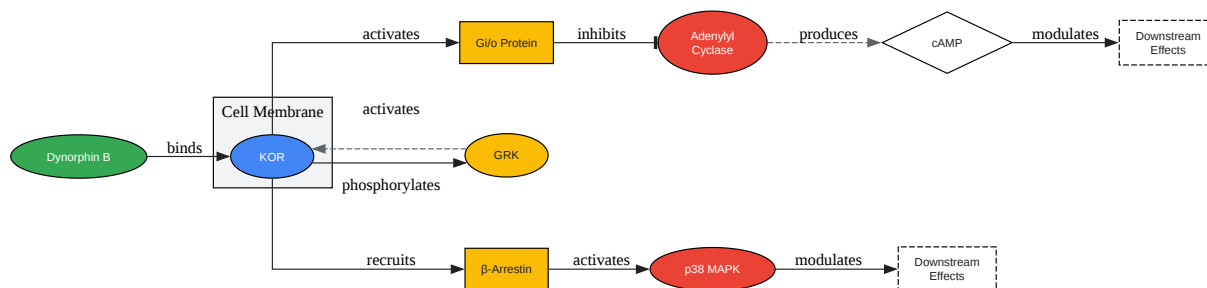 activates
Gi/o Protein
inhibits
Adenylyl
Cyclase
produces
cAMP
modulates
Downstream
Effects
Cell Membrane
activates
Dynorphin B
binds
KOR
GRK
phosphorylates
recruits
β-Arrestin
activates
p38 MAPK
modulates
Downstream
Effects